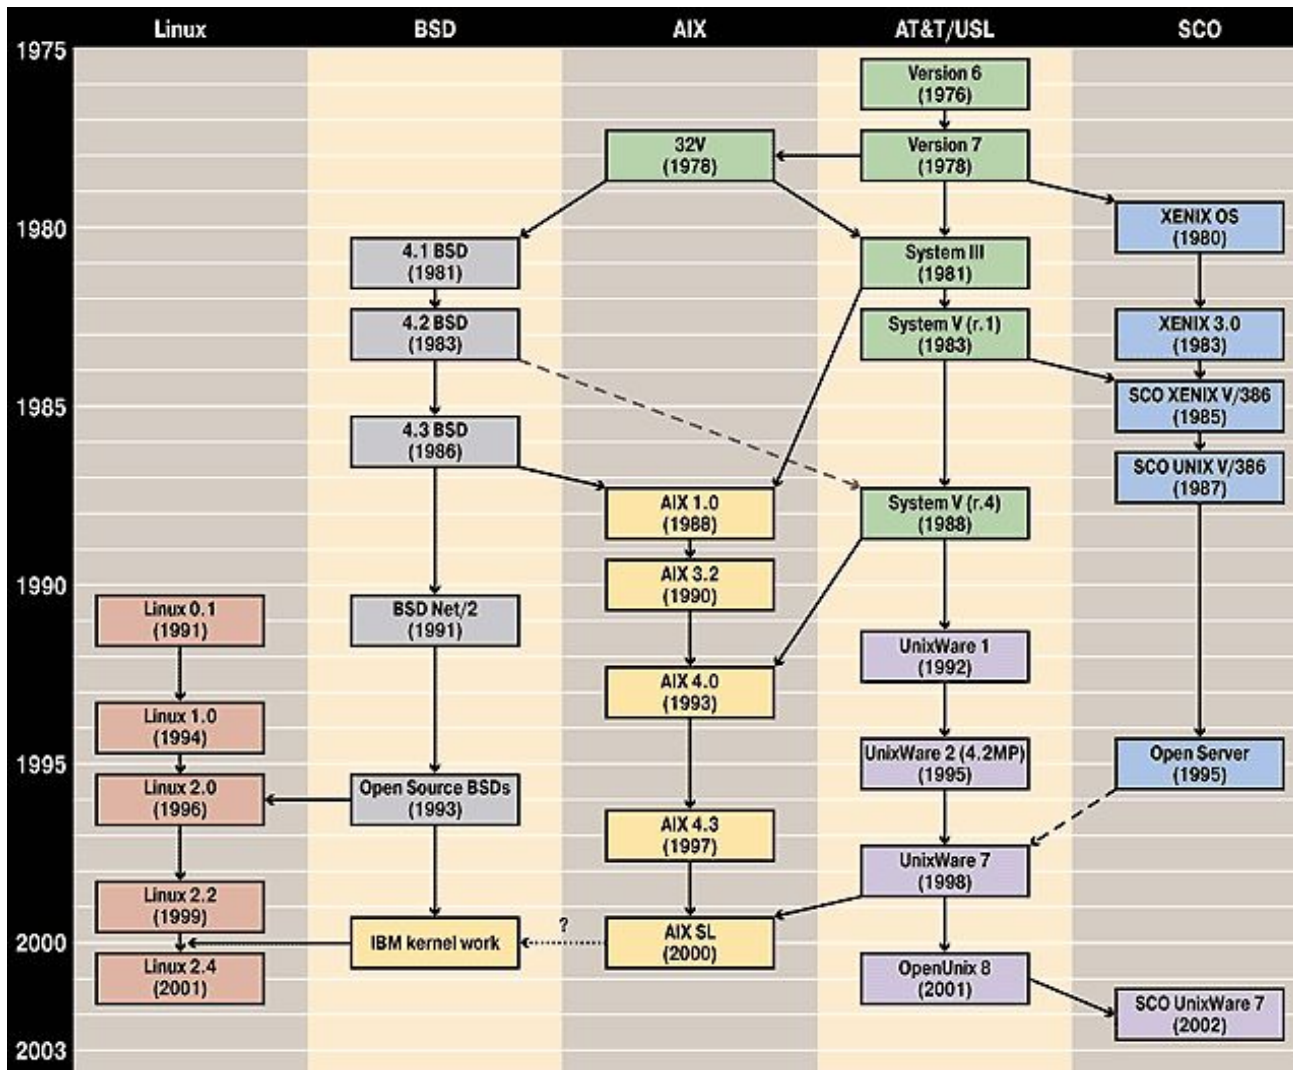 Linux
BSD
AIX
AT&T/USL
SCO
1975
Version 6
(1976)
32V
(1978)
Version 7
(1978)
1980
XENIX OS
(1980)
4.1 BSD
(1981)
System III
(1981)
4.2 BSD
(1983)
System V (r.1)
(1983)
XENIX 3.0
(1983)
1985
SCO XENIX V/386
(1985)
4.3 BSD
(1986)
SCO UNIX V/386
(1987)
AIX 1.0
(1988)
System V (r.4)
(1988)
AIX 3.2
(1990)
1990
Linux 0.1
(1991)
BSD Net/2
(1991)
UnixWare 1
(1992)
AIX 4.0
(1993)
Linux 1.0
(1994)
1995
UnixWare 2 (4.2MP)
(1995)
Open Server
(1995)
Linux 2.0
(1996)
Open Source BSDs
(1993)
AIX 4.3
(1997)
UnixWare 7
(1998)
Linux 2.2
(1999)
2000
IBM kernel work
?
AIX SL
(2000)
Linux 2.4
(2001)
OpenUnix 8
(2001)
SCO UnixWare 7
(2002)
2003